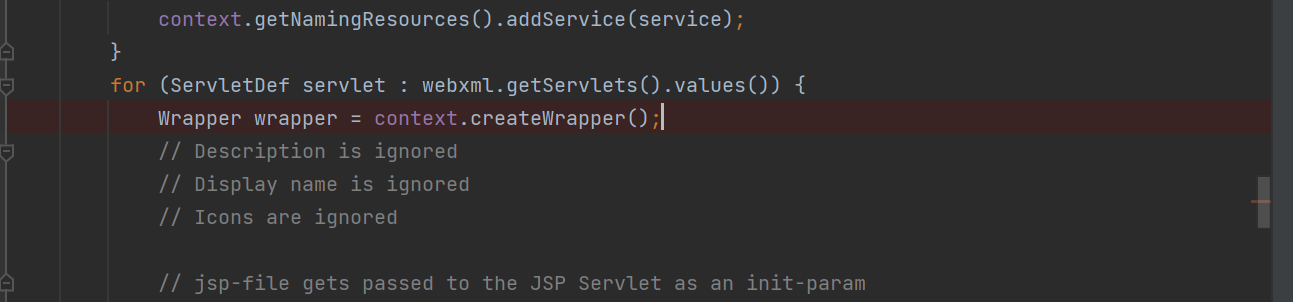 context.getNamingResources().addService(service);
}
for (ServletDef servlet : webxml.getServlets().values()) {
Wrapper wrapper = context.createWrapper();
// Description is ignored
// Display name is ignored
// Icons are ignored
// jsp-file gets passed to the JSP Servlet as an init-param